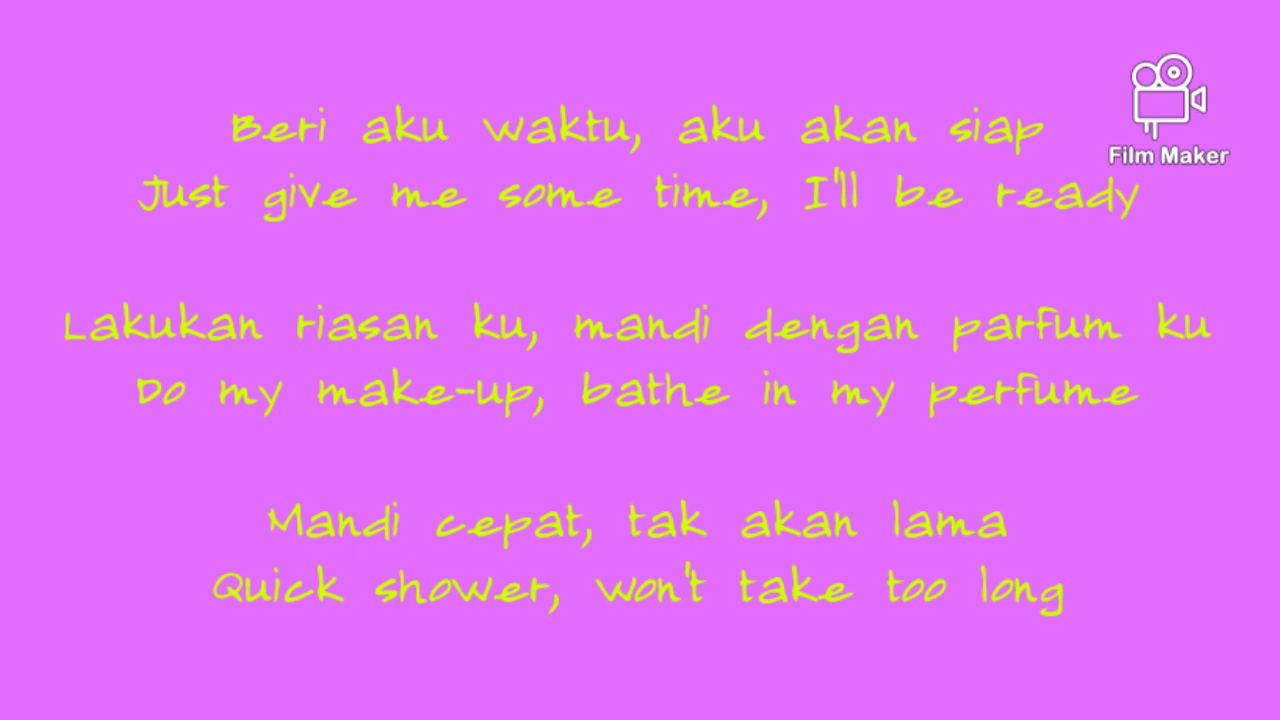 Beri aku waktu, aku akan siap
Just give me some time, I'll be ready
Lakukan riasan ku, mandi dengan parfum ku
Do my make-up, bathe in my perfume
Mandi cepat, tak akan lama
Quick shower, won't take too long
Film Maker